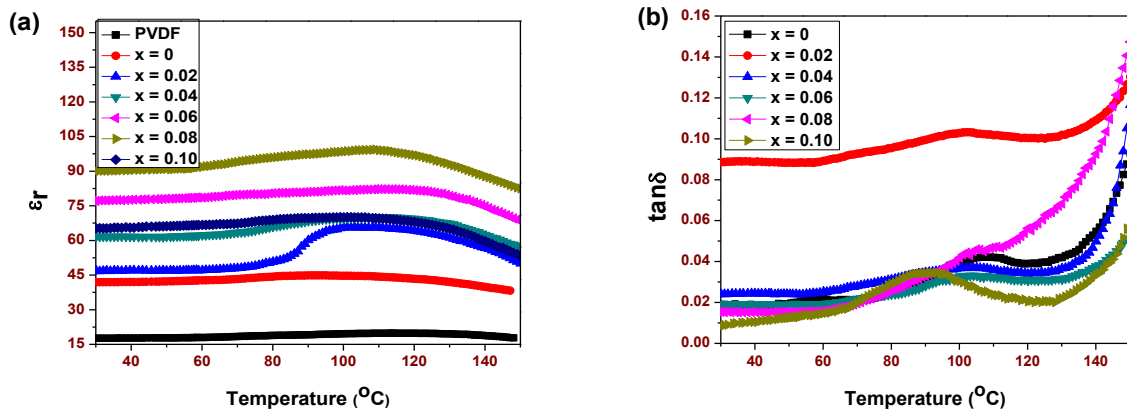 (a)
150
135
120
105
90
75
60
45
30
15
εr
PVDF
x = 0
x = 0.02
x = 0.04
x = 0.06
x = 0.08
x = 0.10
40 60 80 100 120 140
Temperature (OC)
(b)
0.16
0.14
0.12
0.10
0.08
0.06
0.04
0.02
0.00
tanδ
x = 0
x = 0.02
x = 0.04
x = 0.06
x = 0.08
x = 0.10
40 60 80 100 120 140
Temperature (OC)